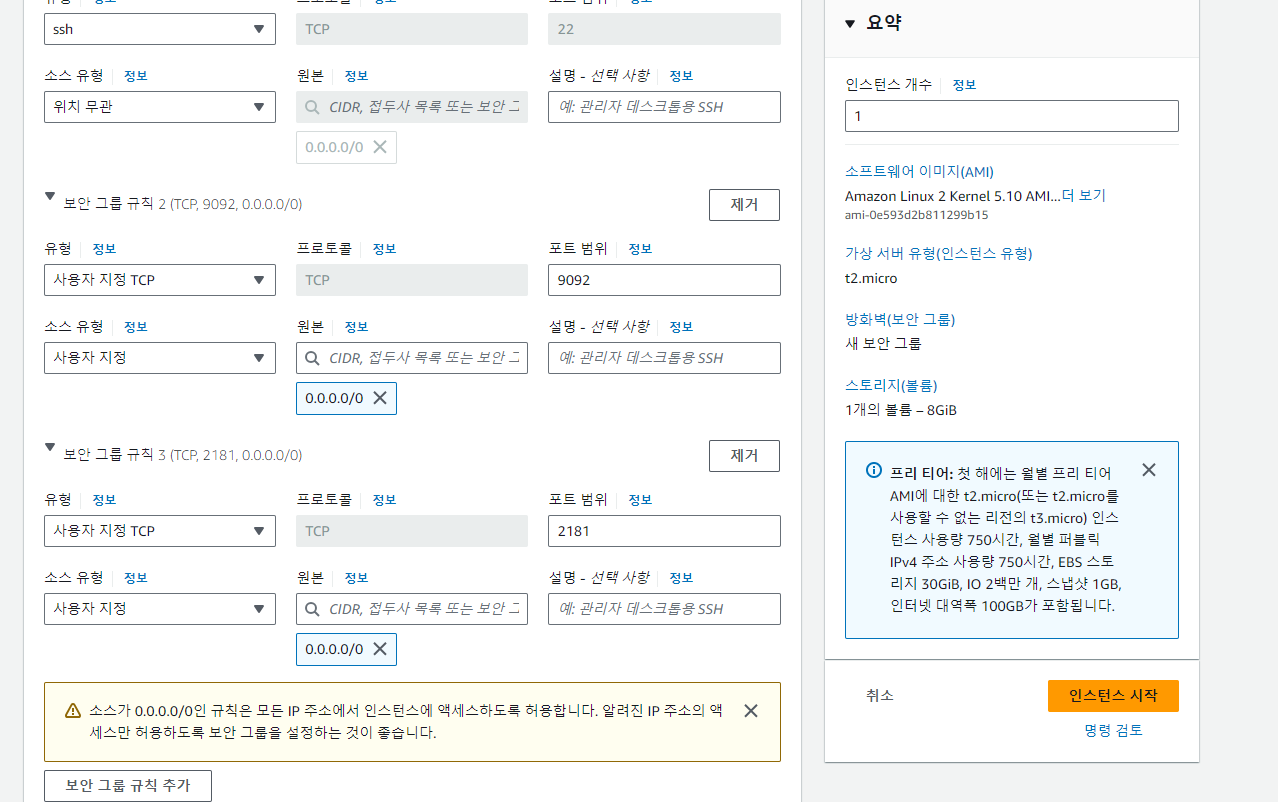 ssh
TCP
22
소스 유형 정보
원본 정보
설명 - 선택 사항 정보
위치 무관
CIDR, 접두사 목록 또는 보안 그
예: 관리자 데스크톱용 SSH
0.0.0.0/0
보안 그룹 규칙 2 (TCP, 9092, 0.0.0.0/0)
제거
유형 정보
프로토콜 정보
포트 범위 정보
사용자 지정 TCP
TCP
9092
소스 유형 정보
원본 정보
설명 - 선택 사항 정보
사용자 지정
CIDR, 접두사 목록 또는 보안 그
예: 관리자 데스크톱용 SSH
0.0.0.0/0
보안 그룹 규칙 3 (TCP, 2181, 0.0.0.0/0)
제거
유형 정보
프로토콜 정보
포트 범위 정보
사용자 지정 TCP
TCP
2181
소스 유형 정보
원본 정보
설명 - 선택 사항 정보
사용자 지정
CIDR, 접두사 목록 또는 보안 그
예: 관리자 데스크톱용 SSH
0.0.0.0/0
소스가 0.0.0.0/0인 규칙은 모든 IP 주소에서 인스턴스에 액세스하도록 허용합니다. 알려진 IP 주소의 액
세스만 허용하도록 보안 그룹을 설정하는 것이 좋습니다.
보안 그룹 규칙 추가
요약
인스턴스 개수 정보
1
소프트웨어 이미지(AMI)
Amazon Linux 2 Kernel 5.10 AMI...더 보기
ami-0e593d2b811299b15
가상 서버 유형(인스턴스 유형)
t2.micro
방화벽(보안 그룹)
새 보안 그룹
스토리지(볼륨)
1개의 볼륨 – 8GiB
프리 티어: 첫 해에는 월별 프리 티어
AMI에 대한 t2.micro(또는 t2.micro를
사용할 수 없는 리전의 t3.micro) 인스
턴스 사용량 750시간, 월별 퍼블릭
IPv4 주소 사용량 750시간, EBS 스토
리지 30GiB, IO 2백만 개, 스냅샷 1GB,
인터넷 대역폭 100GB가 포함됩니다.
취소
인스턴스 시작
명령 검토